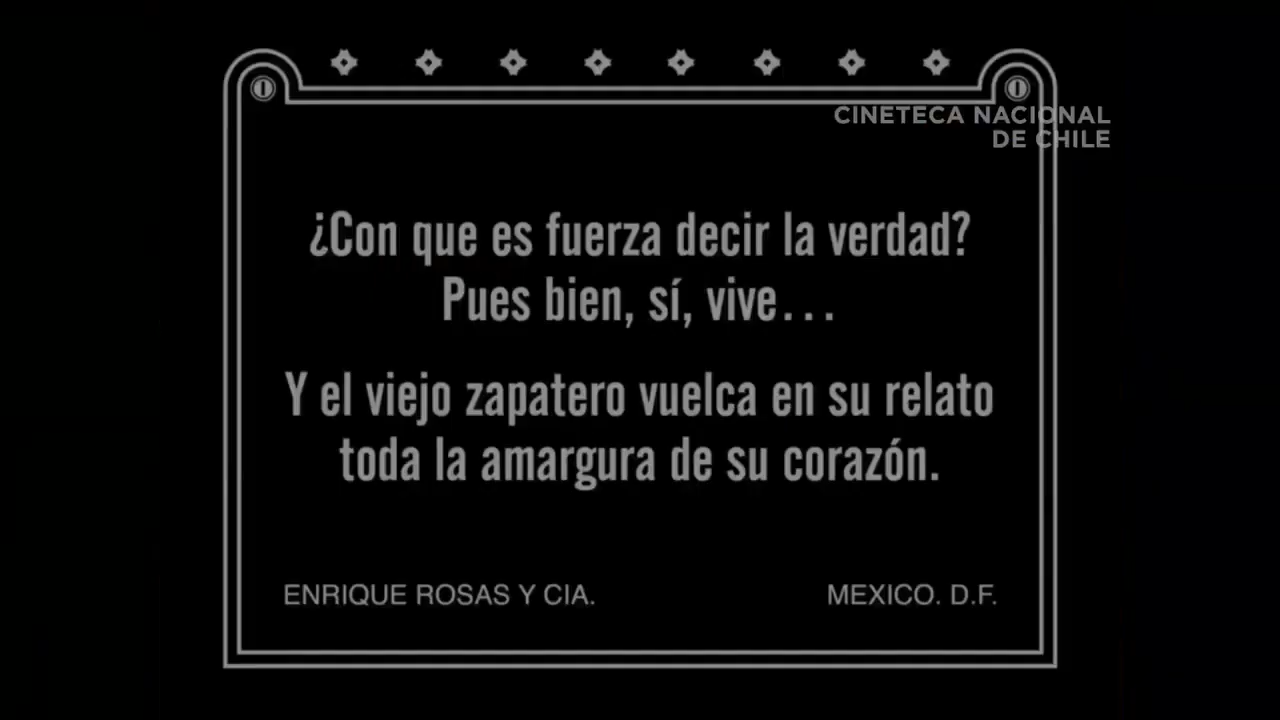 CINETECA NACIONAL
DE CHILE
¿Con que es fuerza decir la verdad?
Pues bien, sí, vive...
Y el viejo zapatero vuelca en su relato
toda la amargura de su corazón.
ENRIQUE ROSAS Y CIA.
MEXICO. D.F.